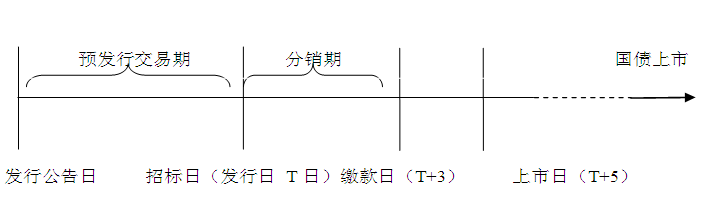 预发行交易期 分销期 国债上市
发行公告日 招标日（发行日 T 日）缴款日（T+3） 上市日（T+5）